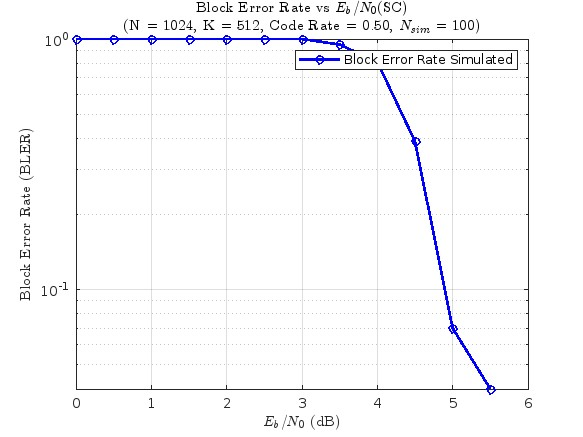 Block Error Rate vs E_b/N_0(SC)
(N = 1024, K = 512, Code Rate = 0.50, N_sim = 100)
Block Error Rate Simulated
Block Error Rate (BLER)
10^0
10^-1
0 1 2 3 4 5 6
E_b/N_0 (dB)